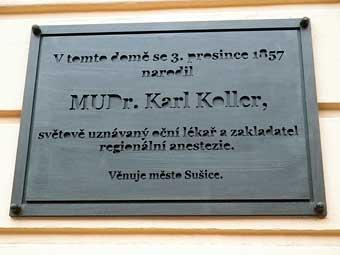 V tomto domě se 3. prosince 1857
narodil
MUDr. Karl Koller,
světově uznávaný oční lékař a zakladatel
regionální anestezie.
Věnuje město Sušice.